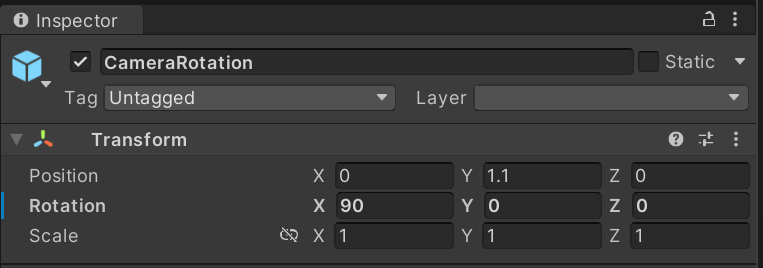 Inspector
CameraRotation Static
Tag Untagged Layer
Transform
Position X 0 Y 1.1 Z 0
Rotation X 90 Y 0 Z 0
Scale X 1 Y 1 Z 1